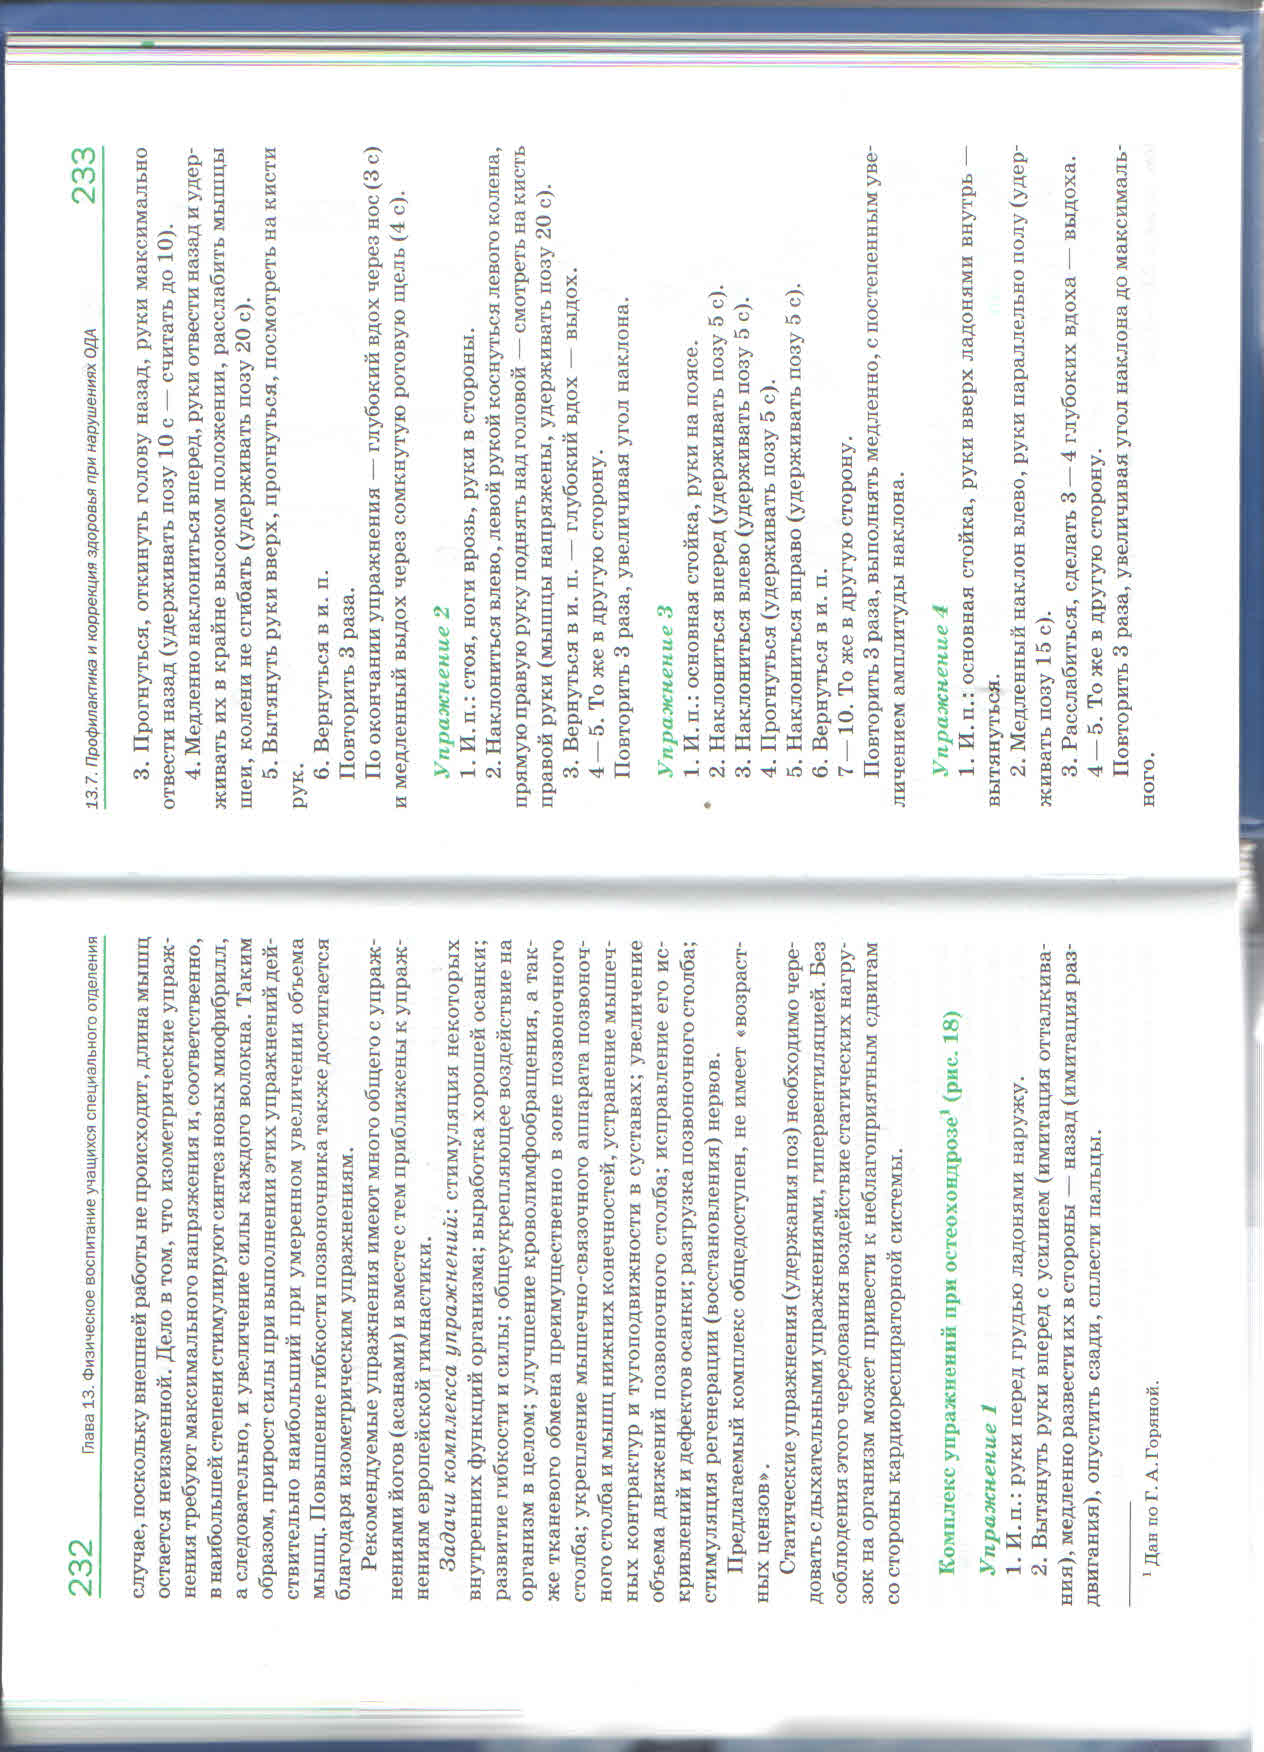 232
Глава 13. Физическое воспитание учащихся специального отделения
случае, поскольку внешней работы не происходит, длина мышц
остается неизменной. Дело в том, что изометрические упраж-
нения требуют максимального напряжения и, соответственно,
в наибольшей степени стимулируют синтез новых миофибрилл,
а следовательно, и увеличение силы каждого волокна. Таким
образом, прирост силы при выполнении этих упражнений дей-
ствительно наибольший при умеренном увеличении объема
мышц. Повышение гибкости позвоночника также достигается
благодаря изометрическим упражнениям.
Рекомендуемые упражнения имеют много общего с упраж-
нениями йогов (асанами) и вместе с тем приближены к упраж-
нениям европейской гимнастики.
Задачи комплекса упражнений: стимуляция некоторых
внутренних функций организма; выработка хорошей осанки;
развитие гибкости и силы; общеукрепляющее воздействие на
организм в целом; улучшение кроволимфообращения, а так-
же тканевого обмена преимущественно в зоне позвоночного
столба; укрепление мышечно-связочного аппарата позвоноч-
ного столба и мышц нижних конечностей, устранение мышеч-
ных контрактур и тугоподвижности в суставах; увеличение
объема движений позвоночного столба; исправление его ис-
кривлений и дефектов осанки; разгрузка позвоночного столба;
стимуляция регенерации (восстановления) нервов.
Предлагаемый комплекс общедоступен, не имеет «возраст-
ных цензов».
Статические упражнения (удержания поз) необходимо чере-
довать с дыхательными упражнениями, гипервентиляцией. Без
соблюдения этого чередования воздействие статических нагру-
зок на организм может привести к неблагоприятным сдвигам
со стороны кардиореспираторной системы.
Комплекс упражнений при остеохондрозе¹ (рис. 18)
Упражнение 1
1. И. п.: руки перед грудью ладонями наружу.
2. Вытянуть руки вперед с усилием (имитация отталкива-
ния), медленно развести их в стороны — назад (имитация раз-
двигания), опустить сзади, сплести пальцы.
¹ Дан по Г. А. Горяной.
13.7. Профилактика и коррекция здоровья при нарушениях ОДА
233
3. Прогнуться, откинуть голову назад, руки максимально
отвести назад (удерживать позу 10 с — считать до 10).
4. Медленно наклониться вперед, руки отвести назад и удер-
живать их в крайне высоком положении, расслабить мышцы
шеи, колени не сгибать (удерживать позу 20 с).
5. Вытянуть руки вверх, прогнуться, посмотреть на кисти
рук.
6. Вернуться в и. п.
Повторить 3 раза.
По окончании упражнения — глубокий вдох через нос (3 с)
и медленный выдох через сомкнутую ротовую щель (4 с).
Упражнение 2
1. И. п.: стоя, ноги врозь, руки в стороны.
2. Наклониться влево, левой рукой коснуться левого колена,
прямую правую руку поднять над головой — смотреть на кисть
правой руки (мышцы напряжены, удерживать позу 20 с).
3. Вернуться в и. п. — глубокий вдох — выдох.
4 — 5. То же в другую сторону.
Повторить 3 раза, увеличивая угол наклона.
Упражнение 3
1. И. п.: основная стойка, руки на поясе.
2. Наклониться вперед (удерживать позу 5 с).
3. Наклониться влево (удерживать позу 5 с).
4. Прогнуться (удерживать позу 5 с).
5. Наклониться вправо (удерживать позу 5 с).
6. Вернуться в и. п.
7 — 10. То же в другую сторону.
Повторить 3 раза, выполнять медленно, с постепенным уве-
личением амплитуды наклона.
Упражнение 4
1. И. п.: основная стойка, руки вверх ладонями внутрь —
вытянуться.
2. Медленный наклон влево, руки параллельно полу (удер-
живать позу 15 с).
3. Расслабиться, сделать 3 — 4 глубоких вдоха — выдоха.
4 — 5. То же в другую сторону.
Повторить 3 раза, увеличивая угол наклона до максималь-
ного.